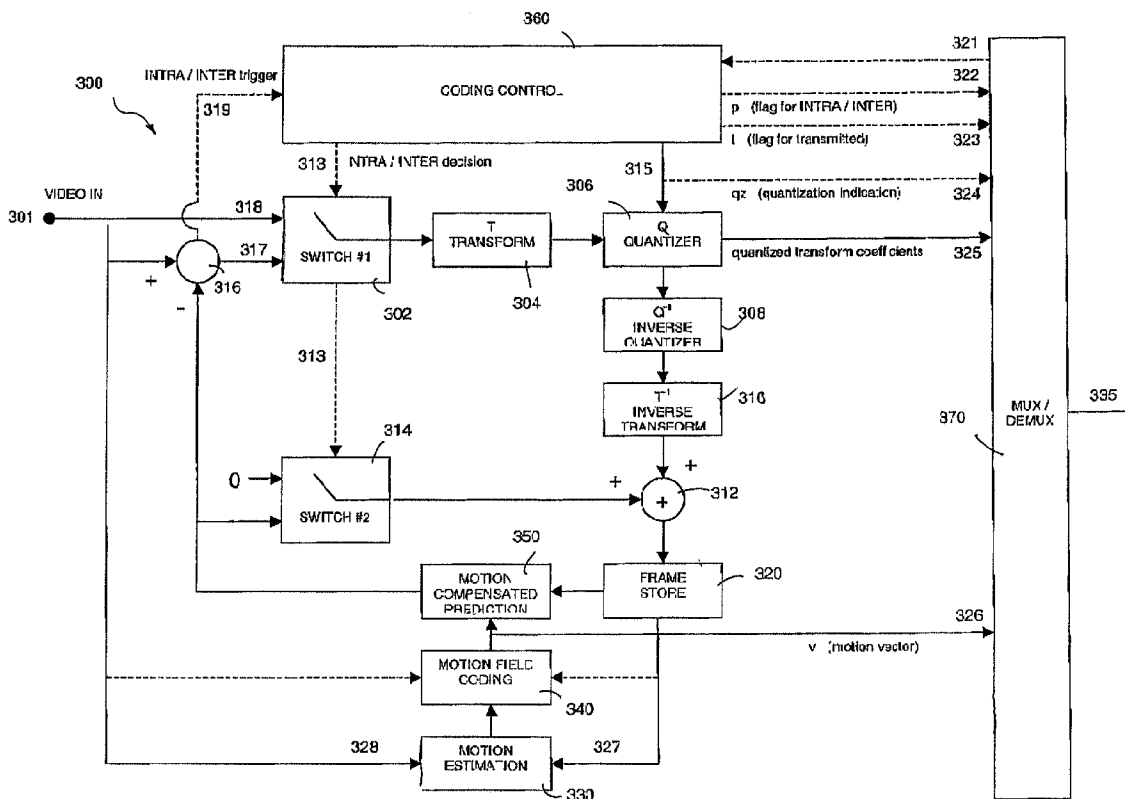 360
321
300
INTRA / INTER trigger
319
CODING CONTROL
322
p (flag for INTRA / INTER)
t (flag for transmitted)
323
313
INTRA / INTER decision
315
306
qz (quantization indication)
324
VIDEO IN
301
318
T
TRANSFORM
Q
QUANTIZER
317
SWITCH #1
quantized transform coefficients
325
+
316
-
302
304
Q⁻¹
INVERSE
QUANTIZER
308
313
T⁻¹
INVERSE
TRANSFORM
310
MUX /
DEMUX
335
370
314
+
0
+
+
312
SWITCH #2
350
MOTION
COMPENSATED
PREDICTION
FRAME
STORE
320
326
v (motion vector)
MOTION FIELD
CODING
340
328
MOTION
ESTIMATION
327
330